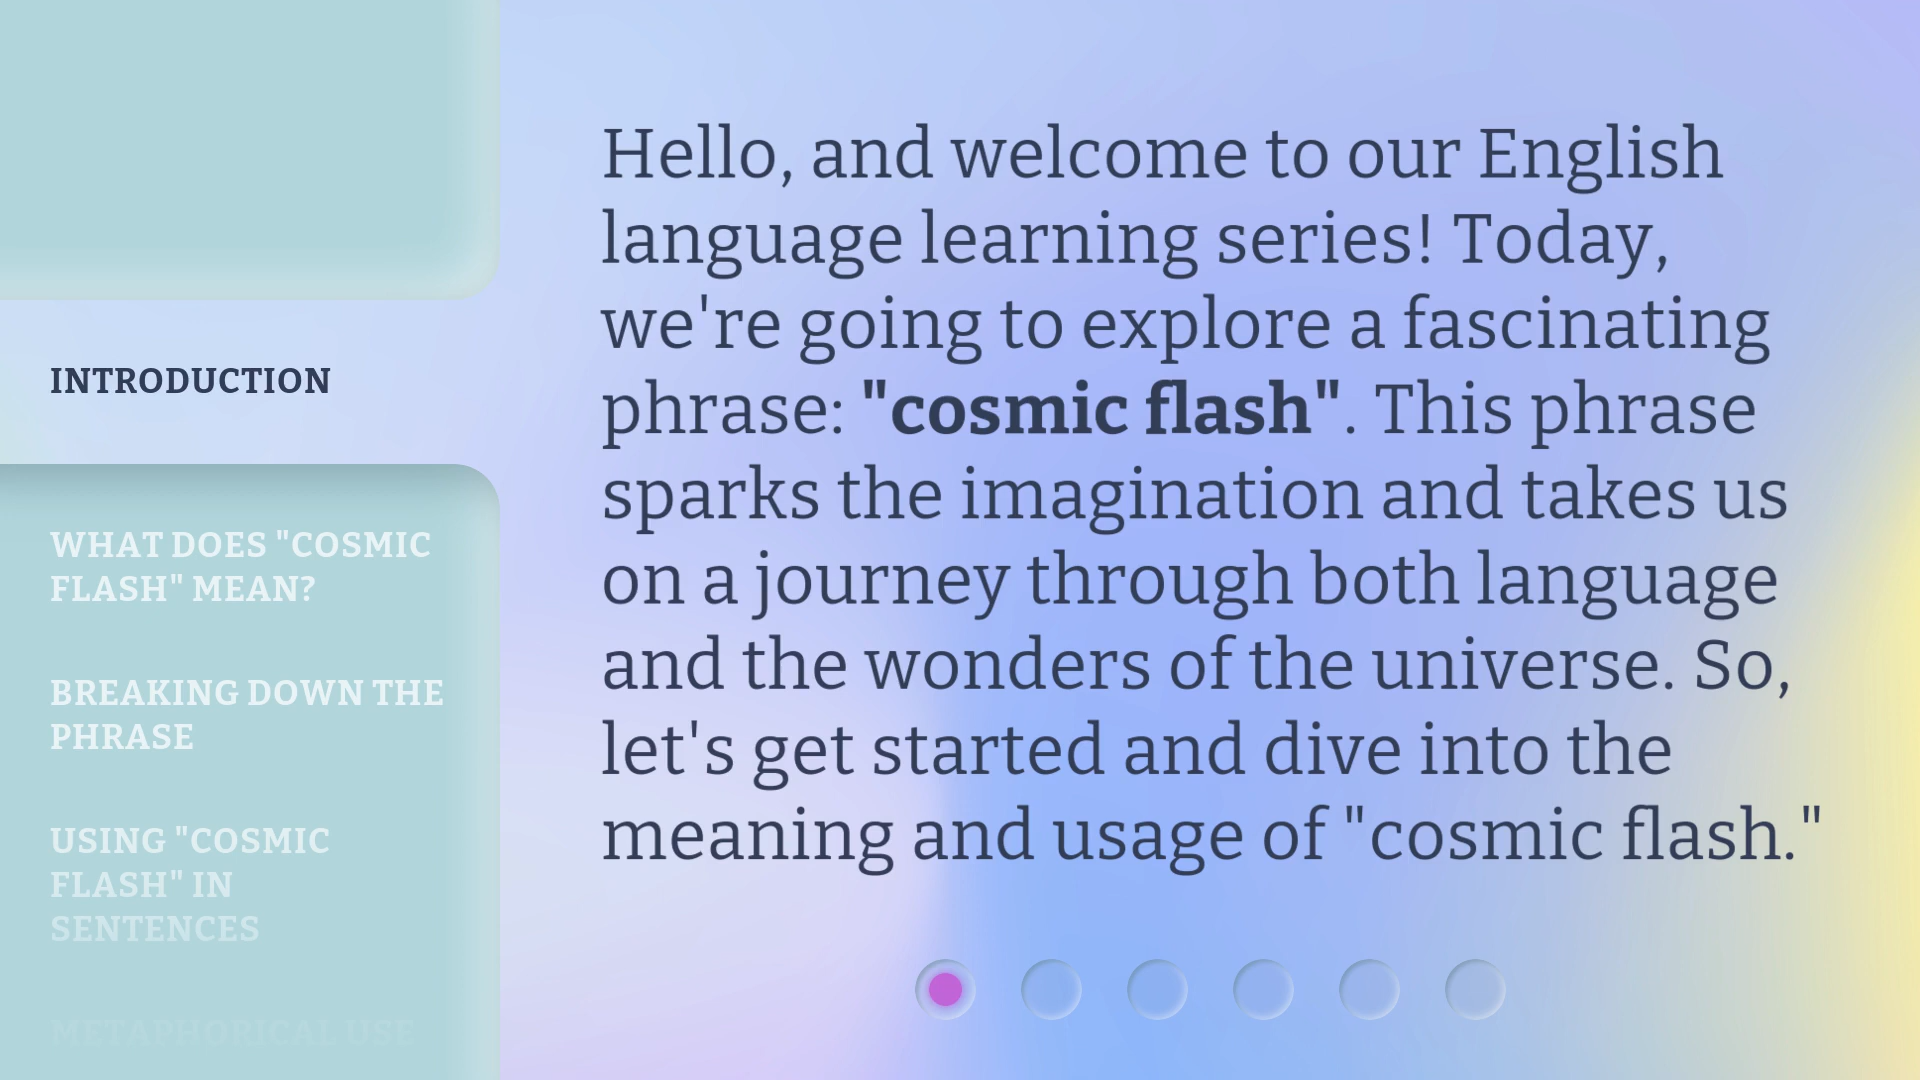 INTRODUCTION
WHAT DOES "COSMIC
FLASH" MEAN?
BREAKING DOWN THE
PHRASE
USING "COSMIC
FLASH" IN
SENTENCES
METAPHORICAL USE
Hello, and welcome to our English
language learning series! Today,
we're going to explore a fascinating
phrase: "cosmic flash". This phrase
sparks the imagination and takes us
on a journey through both language
and the wonders of the universe. So,
let's get started and dive into the
meaning and usage of "cosmic flash."